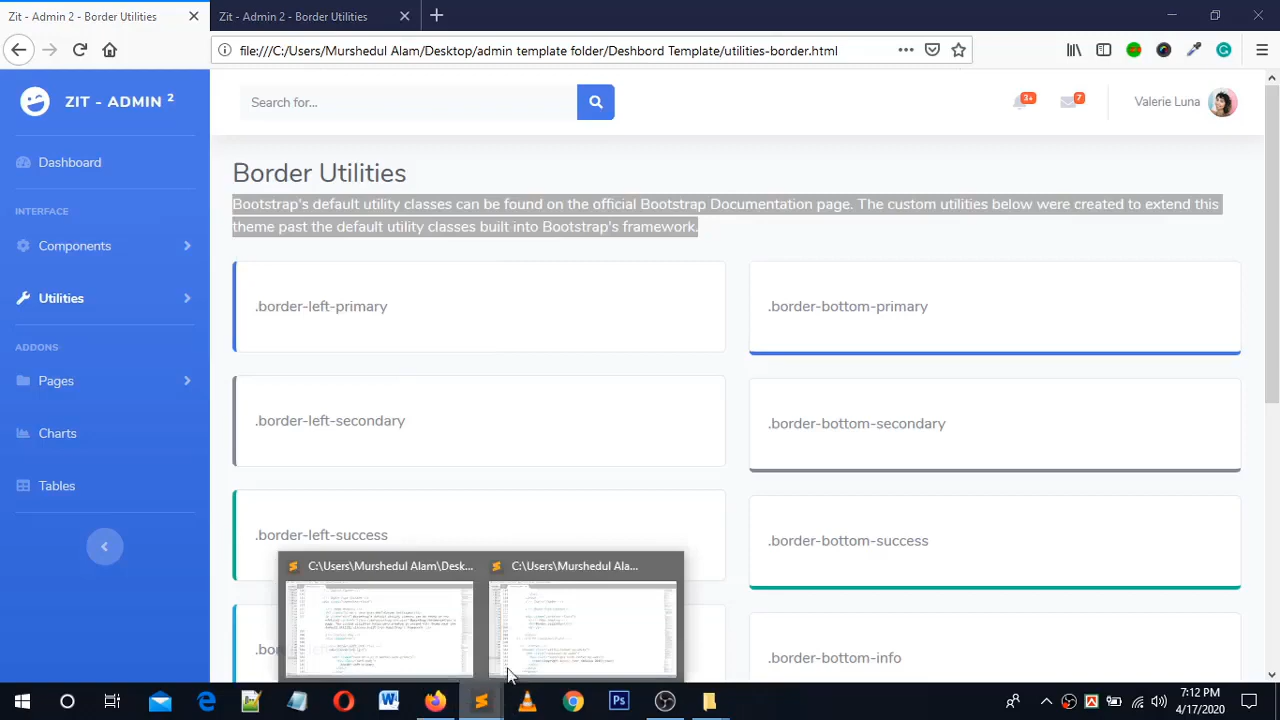 Zit - Admin 2 - Border Utilities
Zit - Admin 2 - Border Utilities
file:///C:/Users/Murshedul Alam/Desktop/admin template folder/Deshbord Template/utilities-border.html
ZIT - ADMIN 2
Search for...
3+
7
Valerie Luna
Dashboard
INTERFACE
Components
Utilities
ADDONS
Pages
Charts
Tables
Border Utilities
Bootstrap's default utility classes can be found on the official Bootstrap Documentation page. The custom utilities below were created to extend this
theme past the default utility classes built into Bootstrap's framework.
.border-left-primary
.border-bottom-primary
.border-left-secondary
.border-bottom-secondary
.border-left-success
.border-bottom-success
.border-bottom-info
C:\Users\Murshedul Alam\Desk...
C:\Users\Murshedul Ala...
7:12 PM
4/17/2020